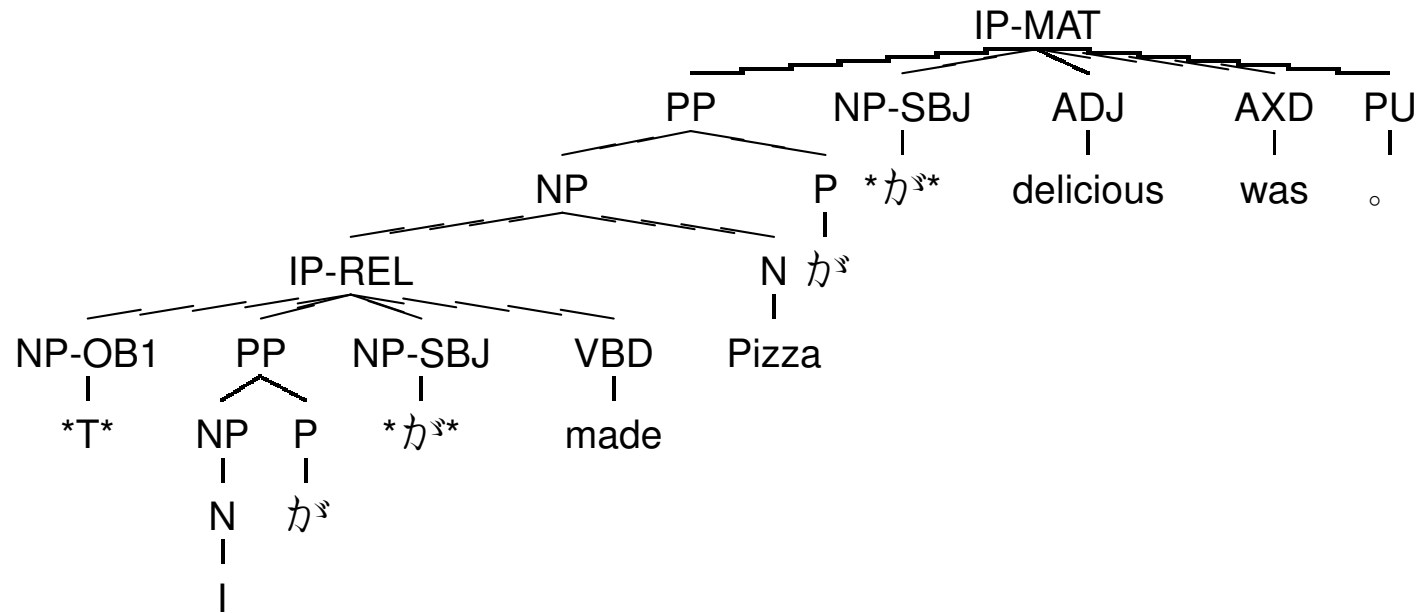 IP-MAT
PP NP-SBJ ADJ AXD PU
NP P *が* delicious was 。
IP-REL N が
NP-OB1 PP NP-SBJ VBD Pizza
*T* NP P *が* made
N が
I